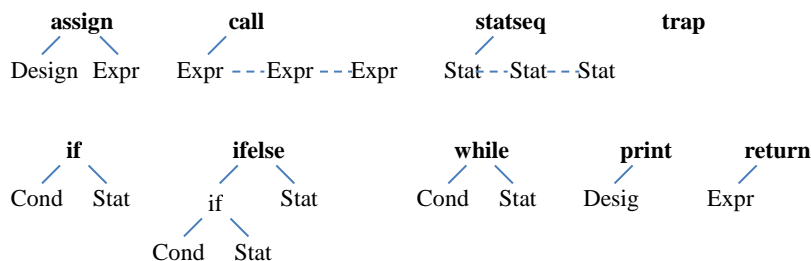 assign call statseq trap
Design Expr Expr Expr Expr Stat Stat Stat
if ifelse while print return
Cond Stat if Stat Cond Stat Desig Expr
Cond Stat